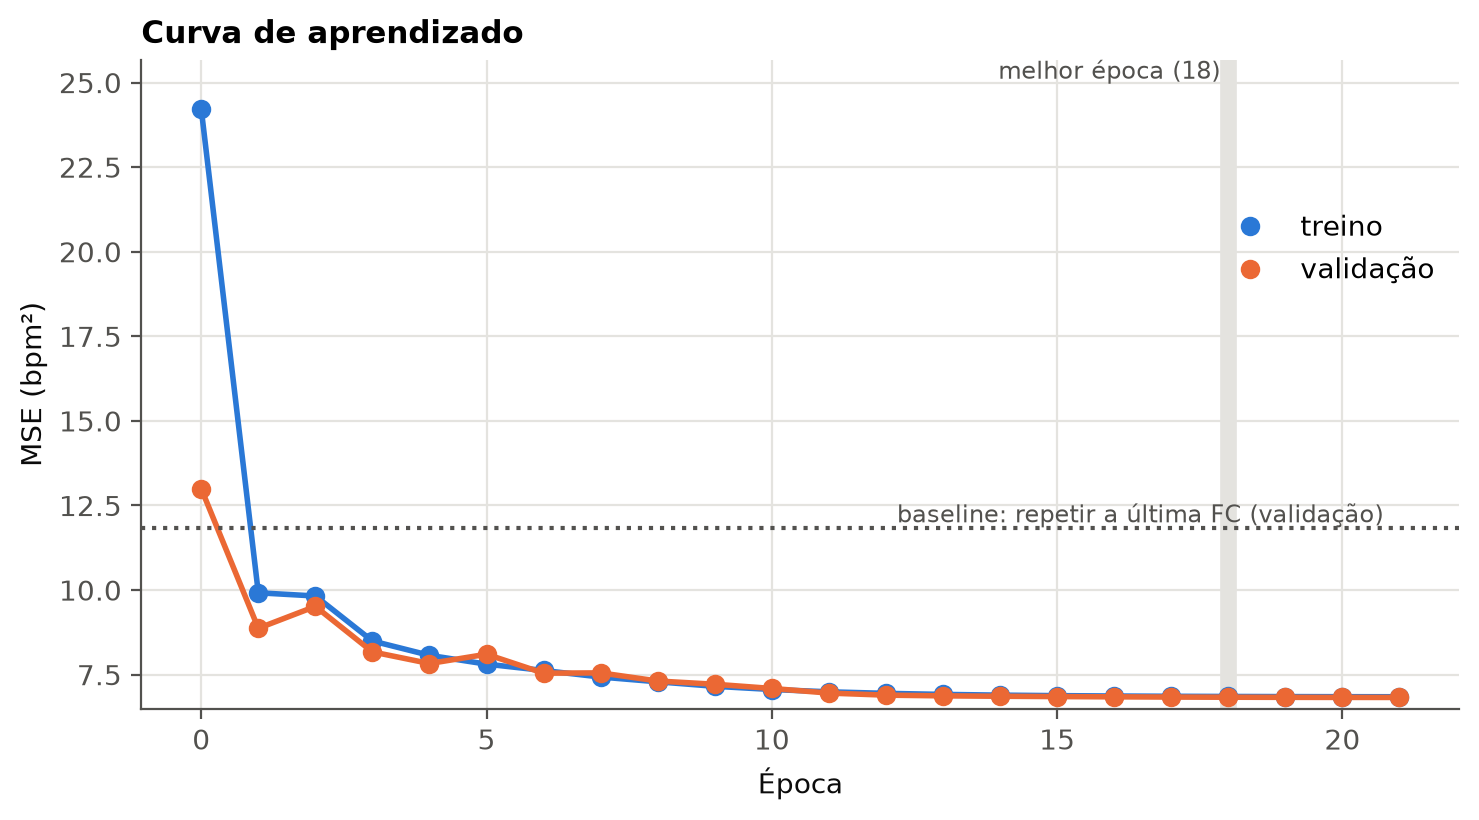 Curva de aprendizado
melhor época (18)
25.0
22.5
20.0
17.5
15.0
12.5
10.0
7.5
MSE (bpm²)
treino
validação
baseline: repetir a última FC (validação)
0
5
10
15
20
Época